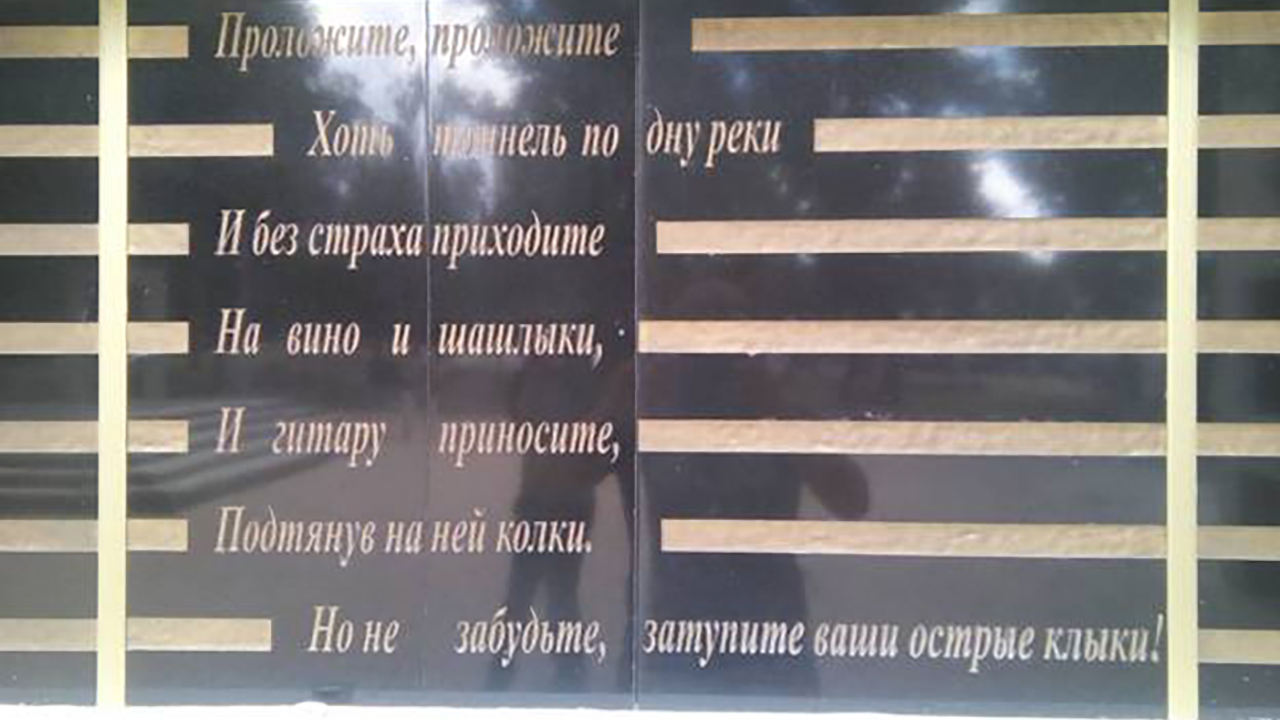 Проложите, проложите
Хоть тоннель по дну реки
И без страха приходите
На вино и шашлыки,
И гитару приносите,
Подтянув на ней колки.
Но не забудьте, затупите ваши острые клыки!